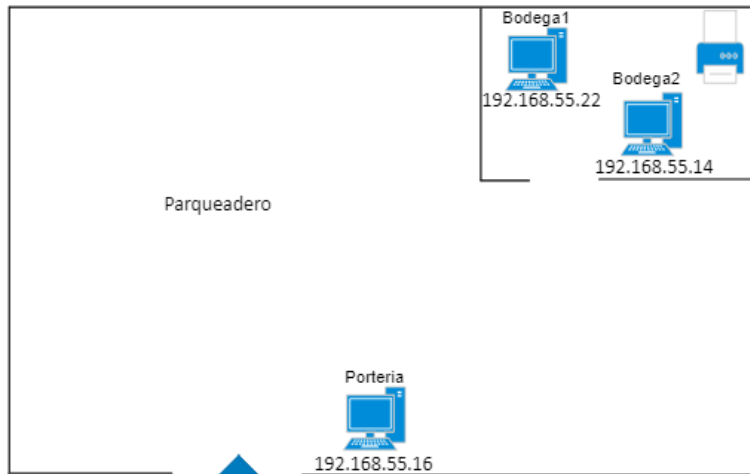 Bodega1
192.168.55.22
Bodega2
192.168.55.14
Parqueadero
Porteria
192.168.55.16